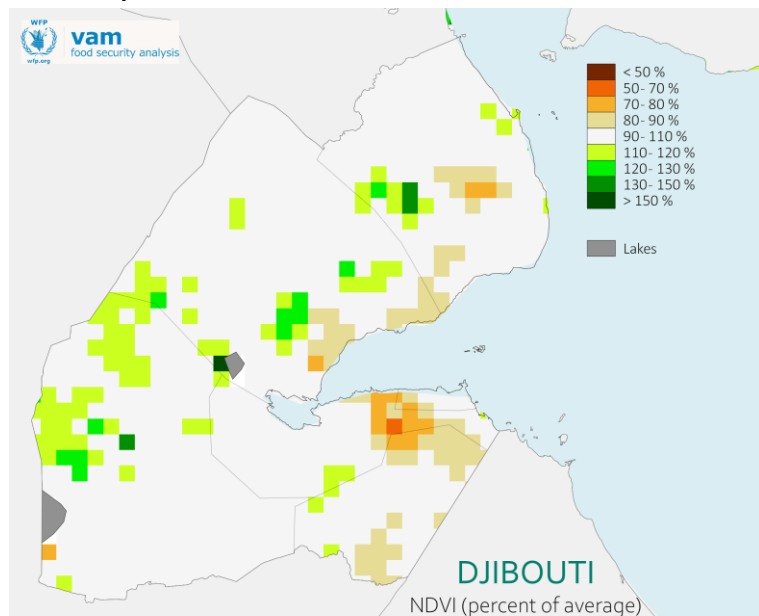 WFP
wfp.org
vam
food security analysis
< 50 %
50- 70 %
70- 80 %
80- 90 %
90- 110 %
110- 120 %
120- 130 %
130- 150 %
> 150 %
Lakes
DJIBOUTI
NDVI (percent of average)